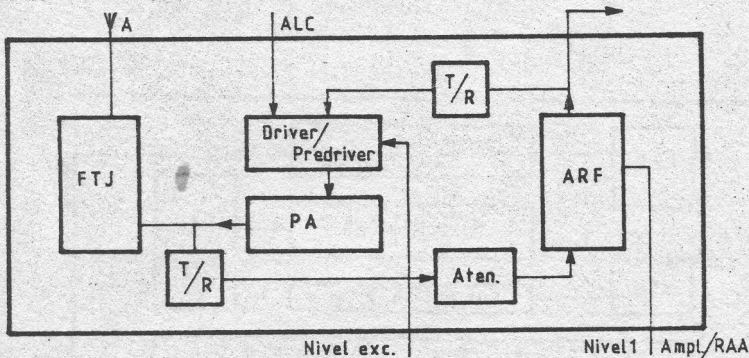 A
ALC
T/R
Driver/
Predriver
FTJ
ARF
PA
T/R
Aten.
Nivel exc.
Nivel1
Ampl./RAA